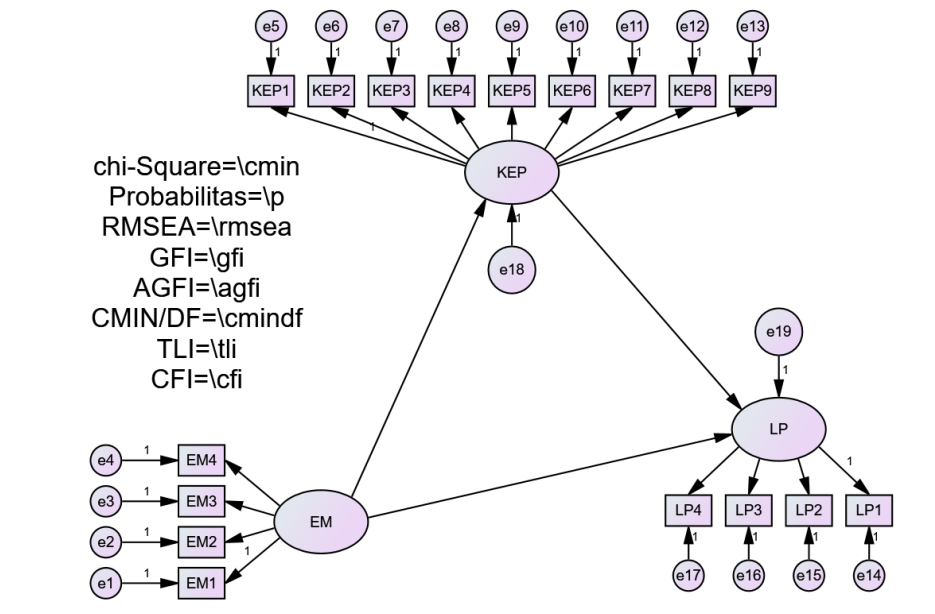 e5 e6 e7 e8 e9 e10 e11 e12 e13
1 1 1 1 1 1 1 1 1
KEP1 KEP2 KEP3 KEP4 KEP5 KEP6 KEP7 KEP8 KEP9
1
KEP
chi-Square=\cmin
Probabilitas=\p
RMSEA=\rmsea
GFI=\gfi
AGFI=\agfi
CMIN/DF=\cmindf
TLI=\tli
CFI=\cfi
1
e18
e19
1
LP
1
e4 1 EM4
e3 1 EM3
EM
e2 1 EM2
1
e1 1 EM1
LP4 LP3 LP2 LP1
1 1 1 1
e17 e16 e15 e14